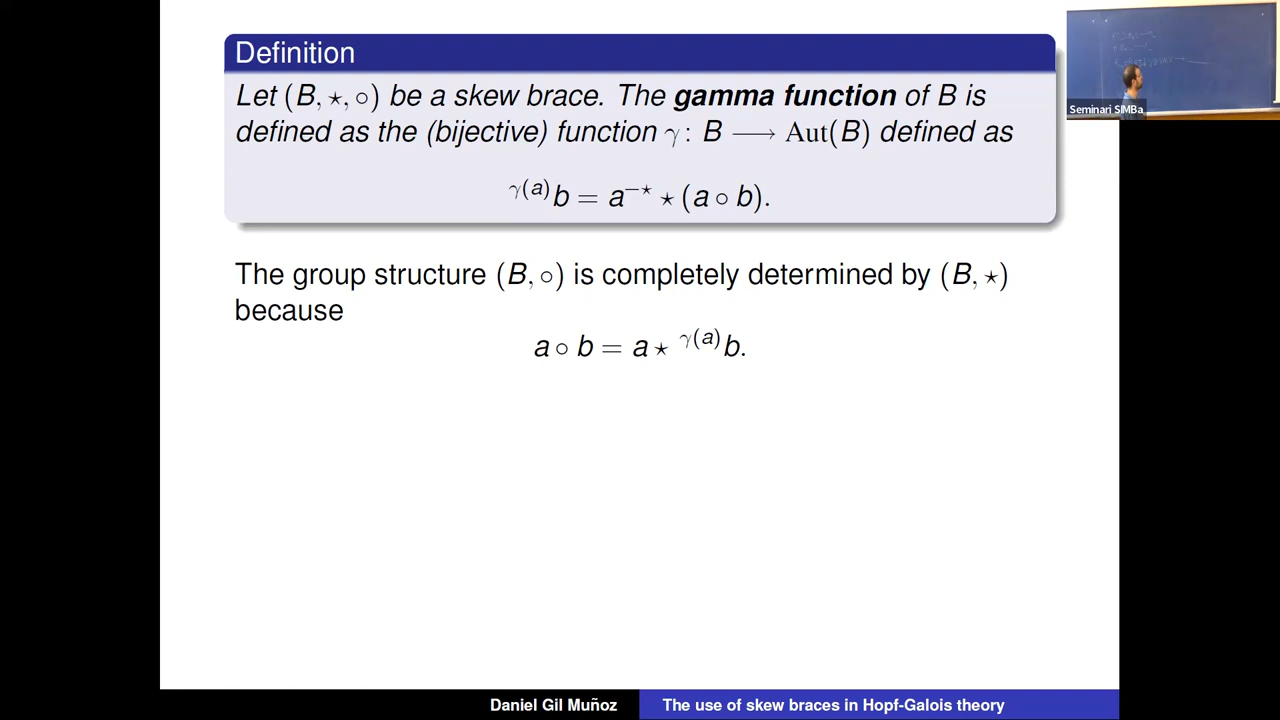 Definition
Let (B, ⋆, ∘) be a skew brace. The gamma function of B is
defined as the (bijective) function γ : B ⟶ Aut(B) defined as
^{γ(a)}b = a^{−⋆} ⋆ (a ∘ b).
The group structure (B, ∘) is completely determined by (B, ⋆)
because
a ∘ b = a ⋆ ^{γ(a)}b.
Seminari SIMBa
Daniel Gil Muñoz
The use of skew braces in Hopf-Galois theory